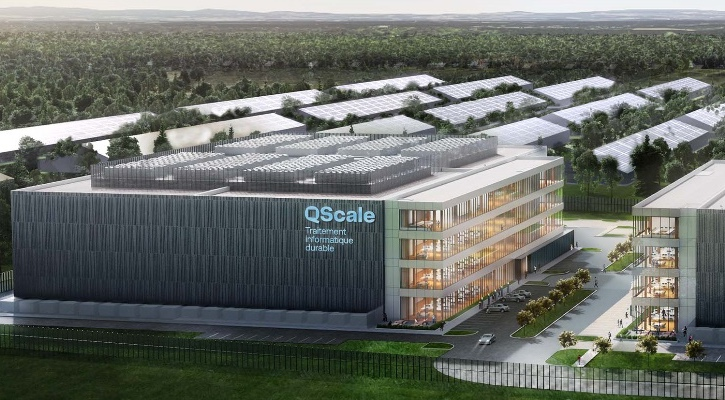 QScale
Traitement
informatique
durable